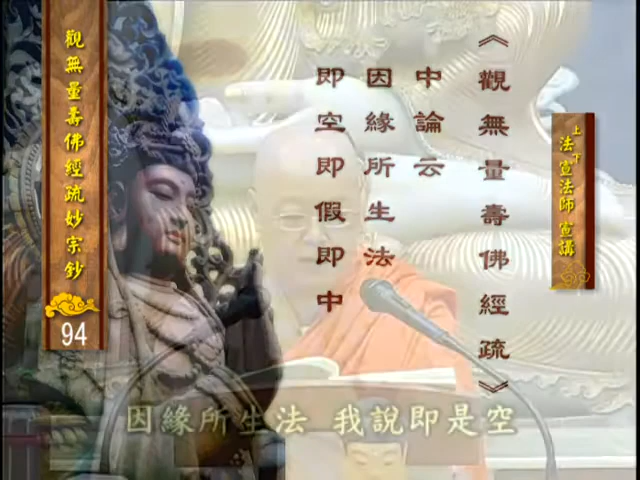 觀無量壽佛經疏妙宗鈔
94
《觀無量壽佛經疏》
中論云
因緣所生法
即空即假即中
上法下宣法師 宣講
因緣所生法 我說即是空